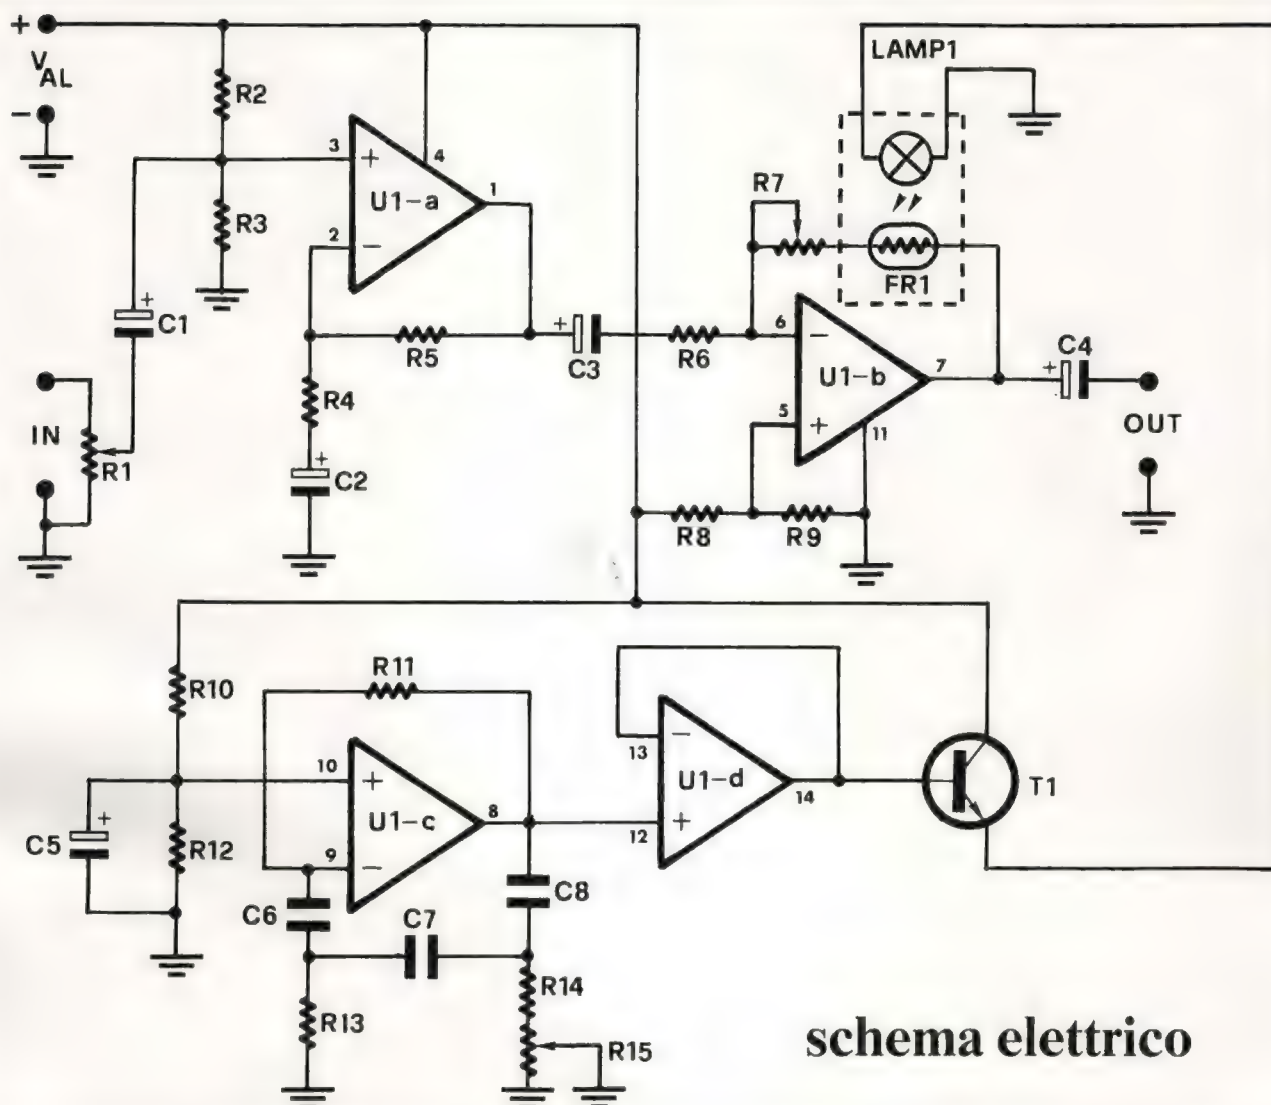 +
V AL
−
R2
R3
C1
IN
R1
3
+
4
U1-a
1
2
−
R5
R4
+
C2
+
C3
R6
LAMP1
R7
FR1
6
−
U1-b
7
5
+
11
R8
R9
+
C4
OUT
R10
R11
10
+
U1-c
8
9
−
+
C5
R12
C6
C7
C8
R13
R14
R15
13
−
U1-d
14
12
+
T1
+
schema elettrico